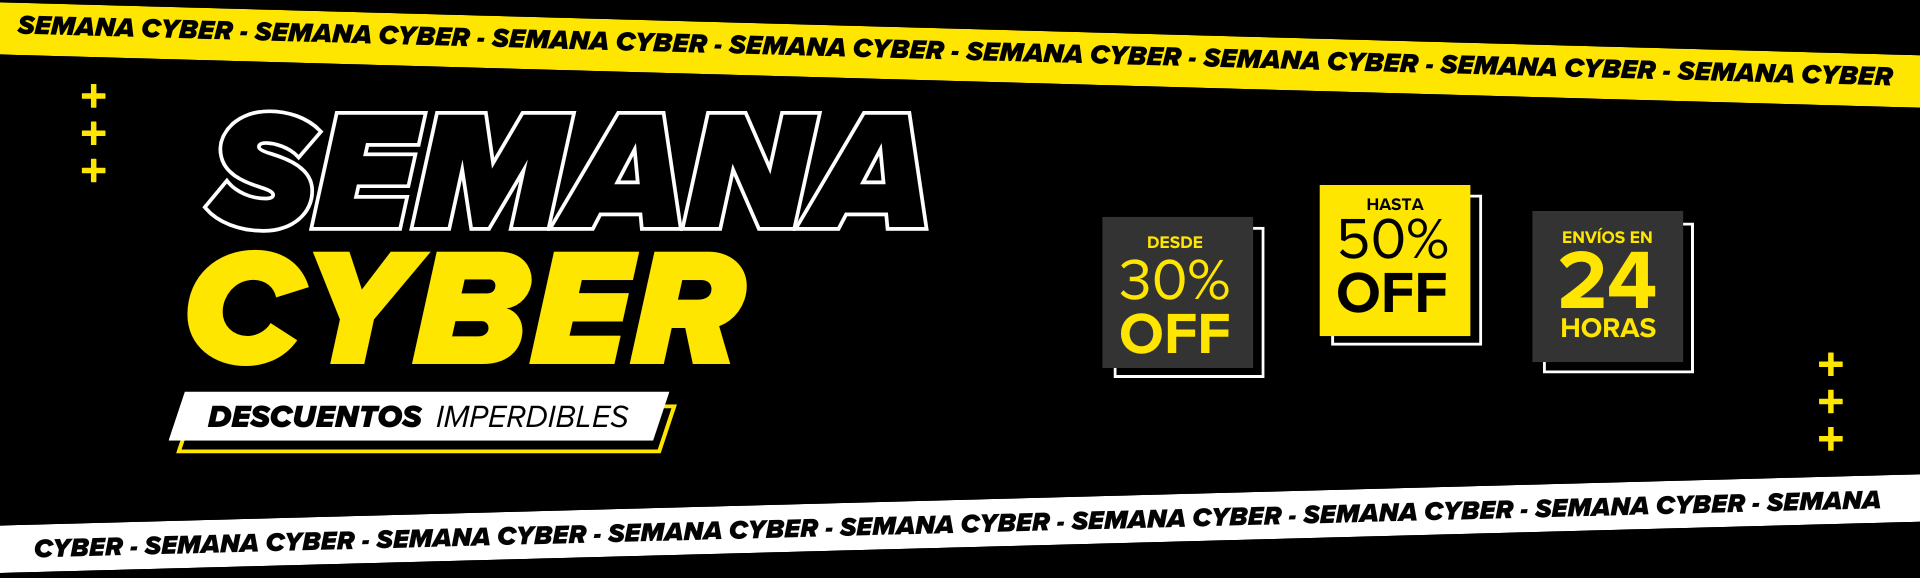 SEMANA CYBER - SEMANA CYBER - SEMANA CYBER - SEMANA CYBER - SEMANA CYBER - SEMANA CYBER - SEMANA CYBER - SEMANA CYBER
SEMANA
CYBER
DESCUENTOS IMPERDIBLES
DESDE
30%
OFF
HASTA
50%
OFF
ENVÍOS EN
24
HORAS
CYBER - SEMANA CYBER - SEMANA CYBER - SEMANA CYBER - SEMANA CYBER - SEMANA CYBER - SEMANA CYBER - SEMANA CYBER - SEMANA